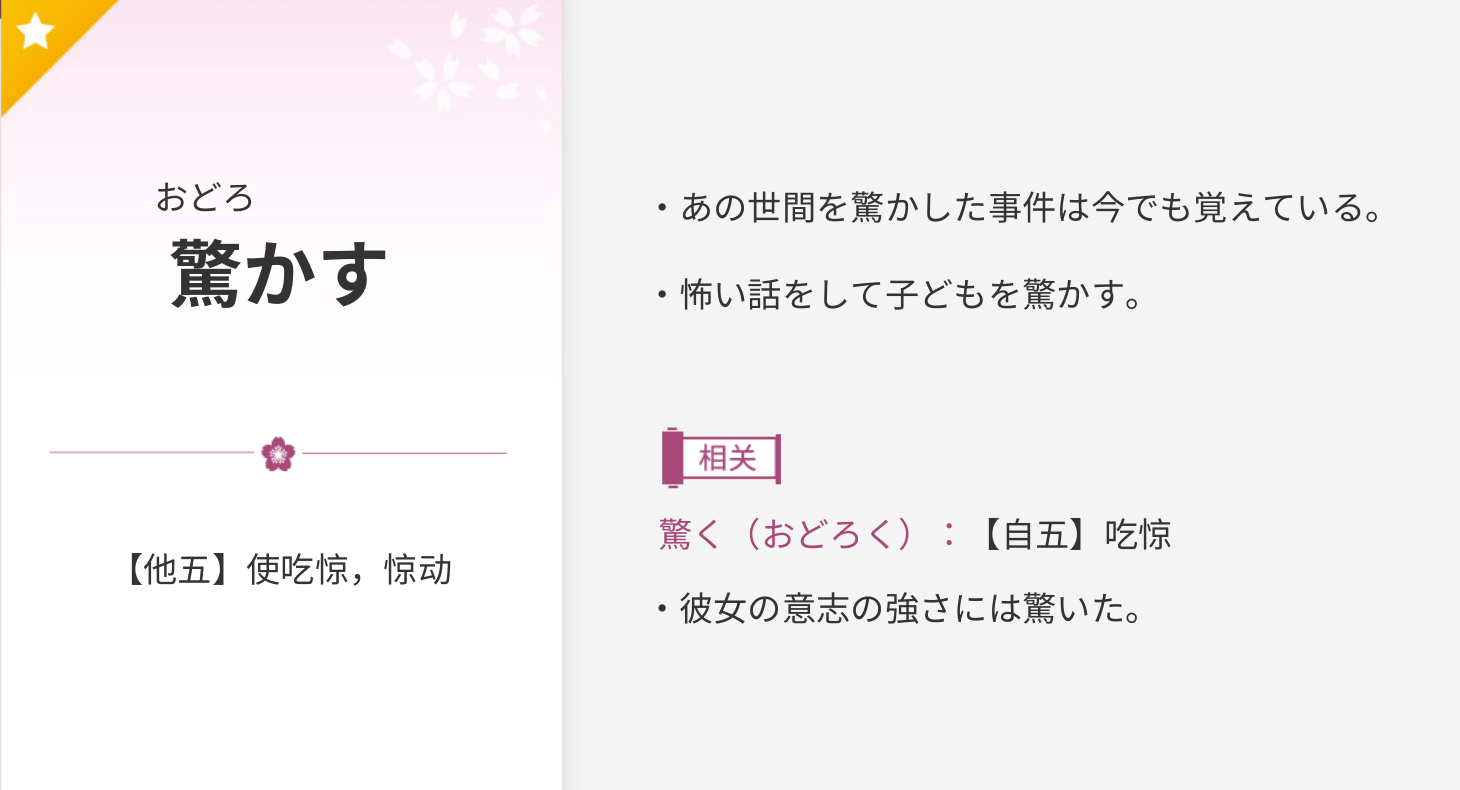 おどろ
驚かす
【他五】使吃惊，惊动
・あの世間を驚かした事件は今でも覚えている。
・怖い話をして子どもを驚かす。
相关
驚く（おどろく）：【自五】吃惊
・彼女の意志の強さには驚いた。